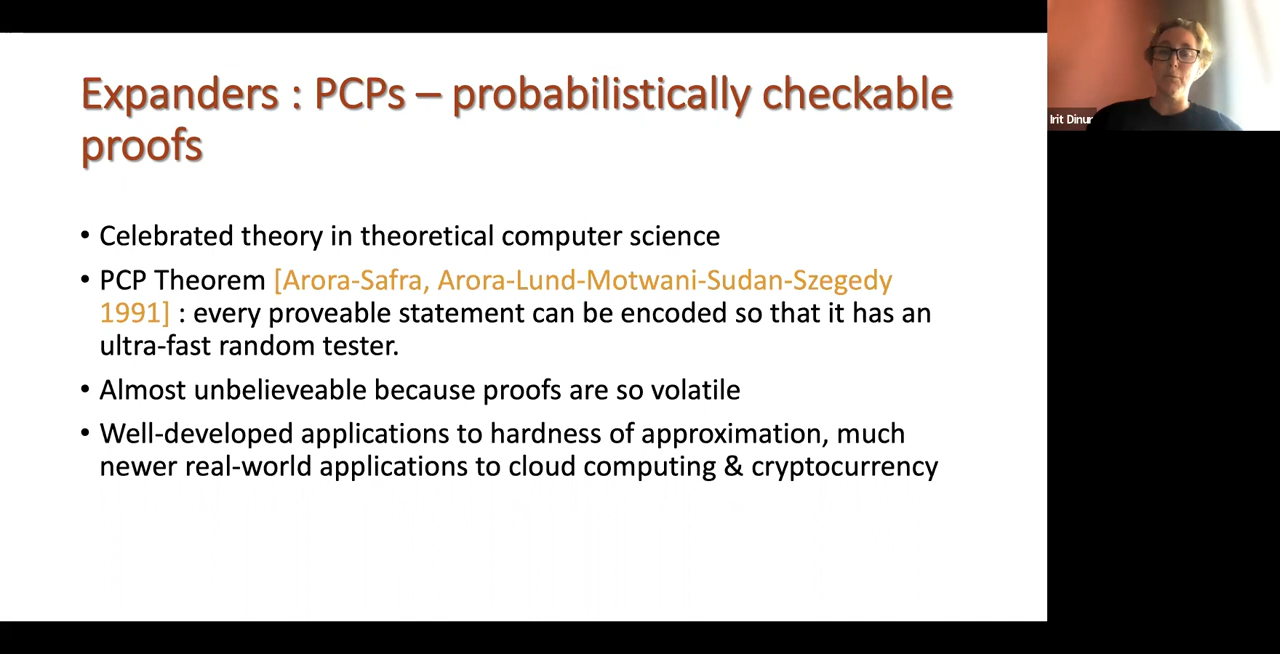 Expanders : PCPs – probabilistically checkable
proofs
• Celebrated theory in theoretical computer science
• PCP Theorem [Arora-Safra, Arora-Lund-Motwani-Sudan-Szegedy
1991] : every proveable statement can be encoded so that it has an
ultra-fast random tester.
• Almost unbelieveable because proofs are so volatile
• Well-developed applications to hardness of approximation, much
newer real-world applications to cloud computing & cryptocurrency
Irit Dinur